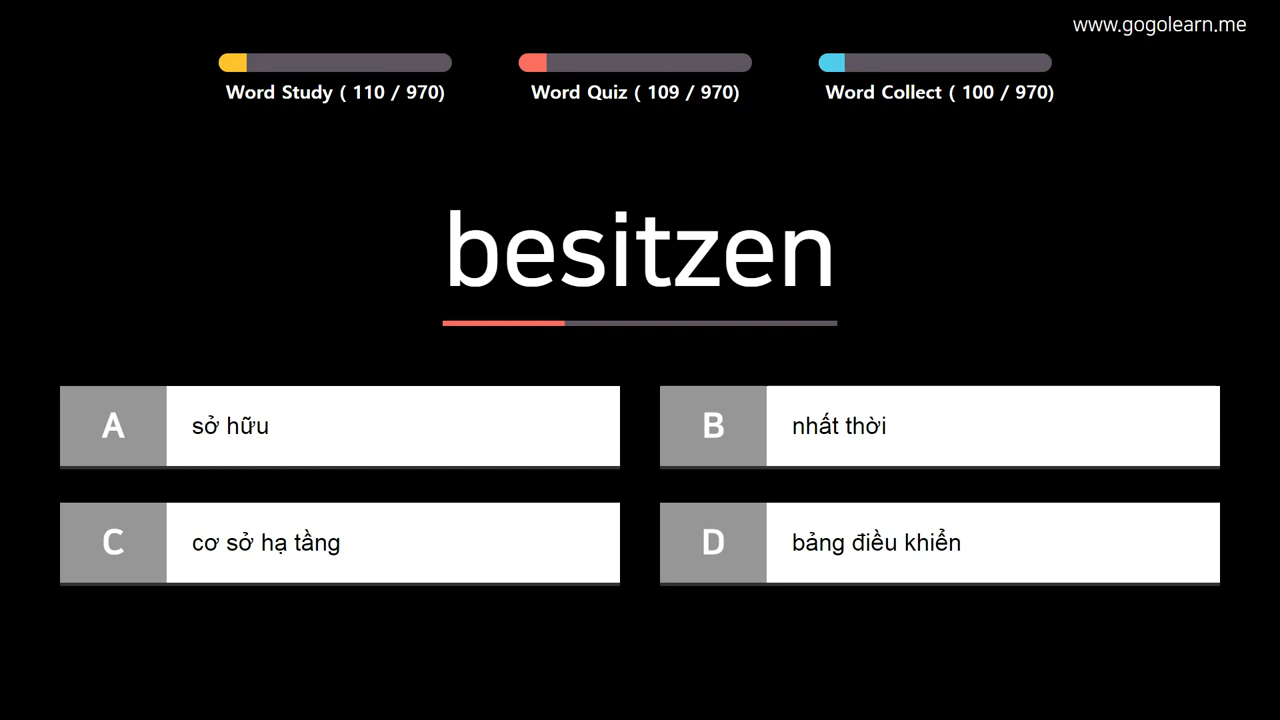 www.gogolearn.me
Word Study ( 110 / 970)
Word Quiz ( 109 / 970)
Word Collect ( 100 / 970)
besitzen
A
sở hữu
B
nhất thời
C
cơ sở hạ tầng
D
bảng điều khiển